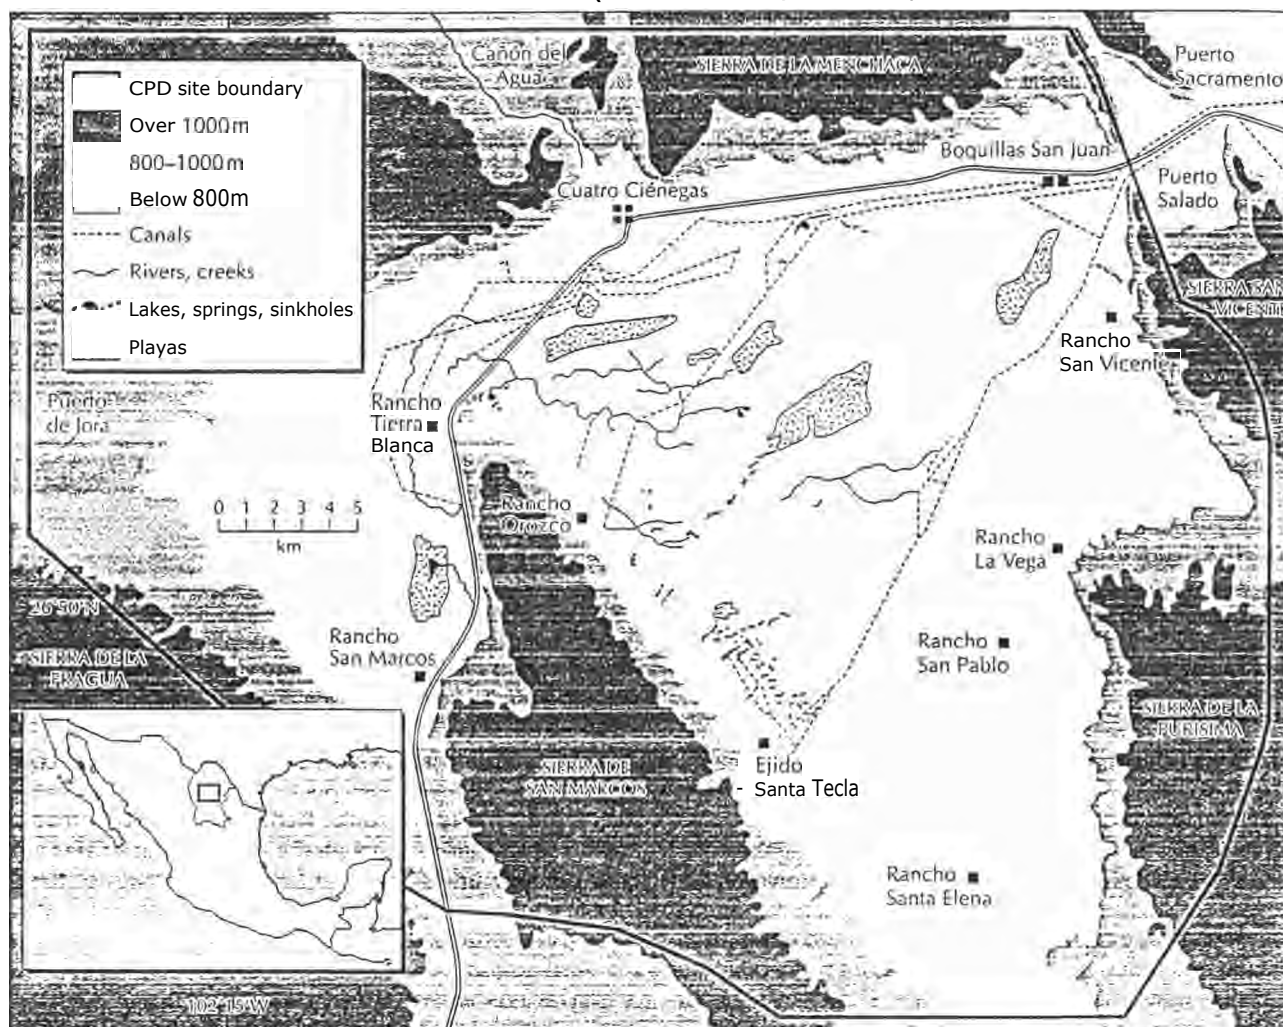 Cañón del
Agua
SIERRA DE LA MENCHACA
Puerto
Sacramento
CPD site boundary
Over 1000m
800–1000m
Below 800m
Canals
Rivers, creeks
Lakes, springs, sinkholes
Playas
Boquillas San Juan
Puerto
Salado
Cuatro Ciénegas
SIERRA SAN
VICENTE
Rancho
San Vicente
Puerto
de Jora
Rancho
Tierra
Blanca
0 1 2 3 4 5
km
Rancho
Orozco
Rancho
La Vega
26°50'N
SIERRA DE LA
FRAGUA
Rancho
San Marcos
Rancho
San Pablo
SIERRA DE LA
PURISIMA
SIERRA DE
SAN MARCOS
Ejido
Santa Tecla
Rancho
Santa Elena
102°15'W